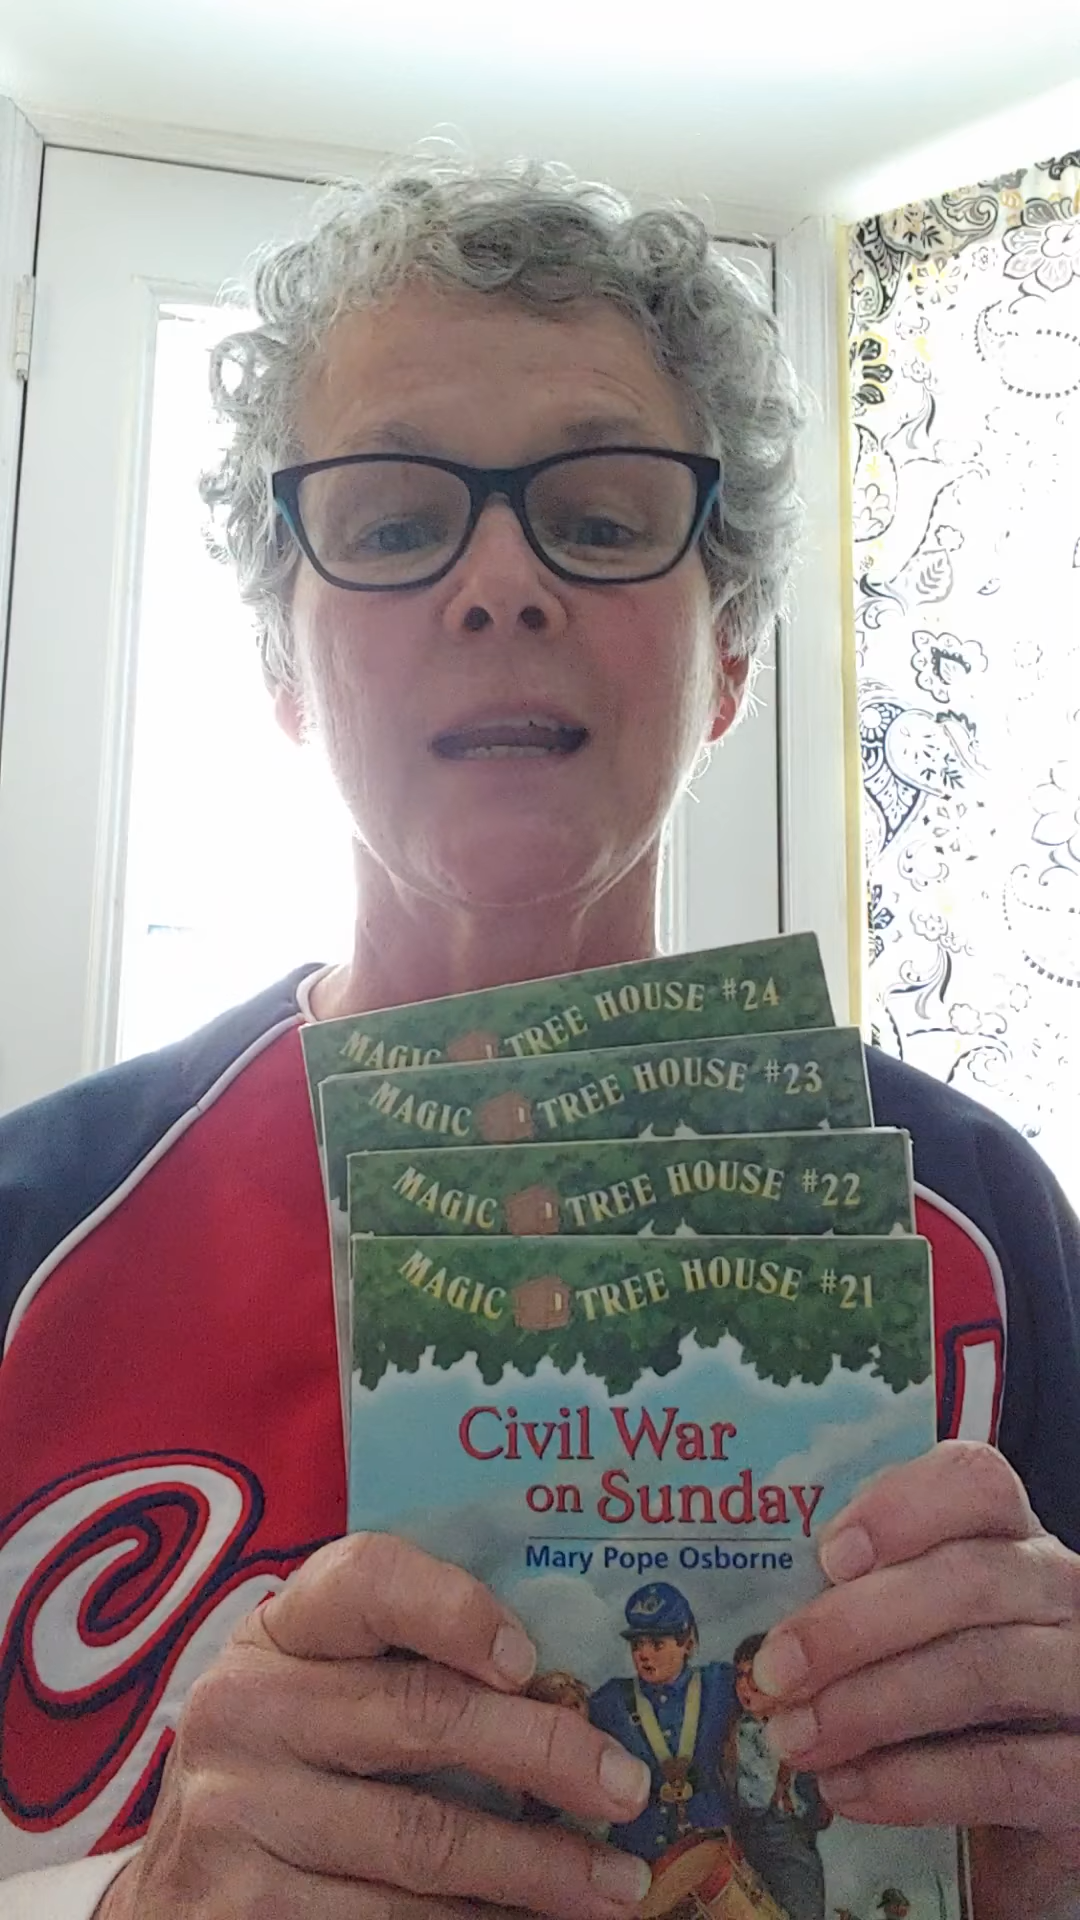 MAGIC TREE HOUSE #24
MAGIC TREE HOUSE #23
MAGIC TREE HOUSE #22
MAGIC TREE HOUSE #21
Civil War
on Sunday
Mary Pope Osborne